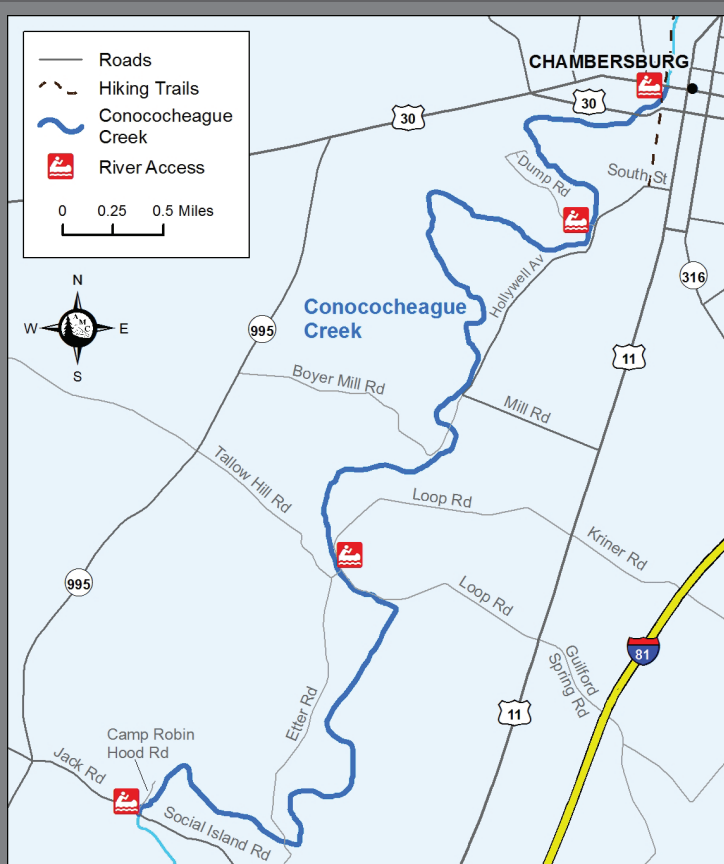 Roads
Hiking Trails
Conococheague
Creek
River Access
0 0.25 0.5 Miles
CHAMBERSBURG
30
30
Dump Rd
South St
316
N
W E
S
AMC
Conococheague
Creek
Hollywell Av
995
11
Boyer Mill Rd
Mill Rd
Tallow Hill Rd
Loop Rd
Kriner Rd
995
Loop Rd
81
Guilford
Spring Rd
Etter Rd
11
Camp Robin
Hood Rd
Jack Rd
Social Island Rd